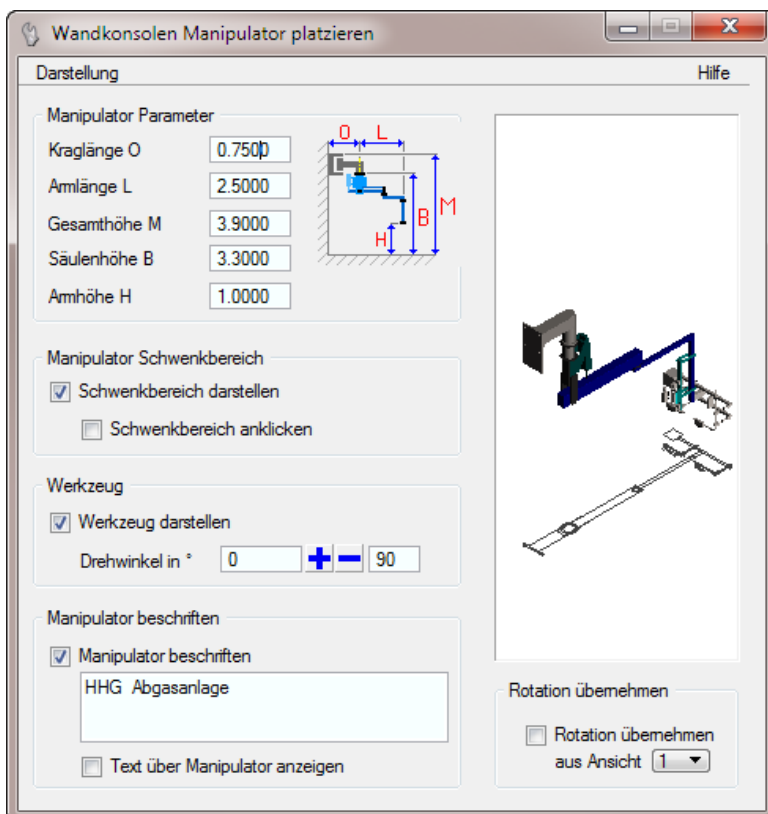 Wandkonsolen Manipulator platzieren
Darstellung Hilfe
Manipulator Parameter
Kraglänge O 0.7500
Armlänge L 2.5000
Gesamthöhe M 3.9000
Säulenhöhe B 3.3000
Armhöhe H 1.0000
O L
B M
H
Manipulator Schwenkbereich
Schwenkbereich darstellen
Schwenkbereich anklicken
Werkzeug
Werkzeug darstellen
Drehwinkel in ° 0 90
Manipulator beschriften
Manipulator beschriften
HHG Abgasanlage
Text über Manipulator anzeigen
Rotation übernehmen
Rotation übernehmen
aus Ansicht 1